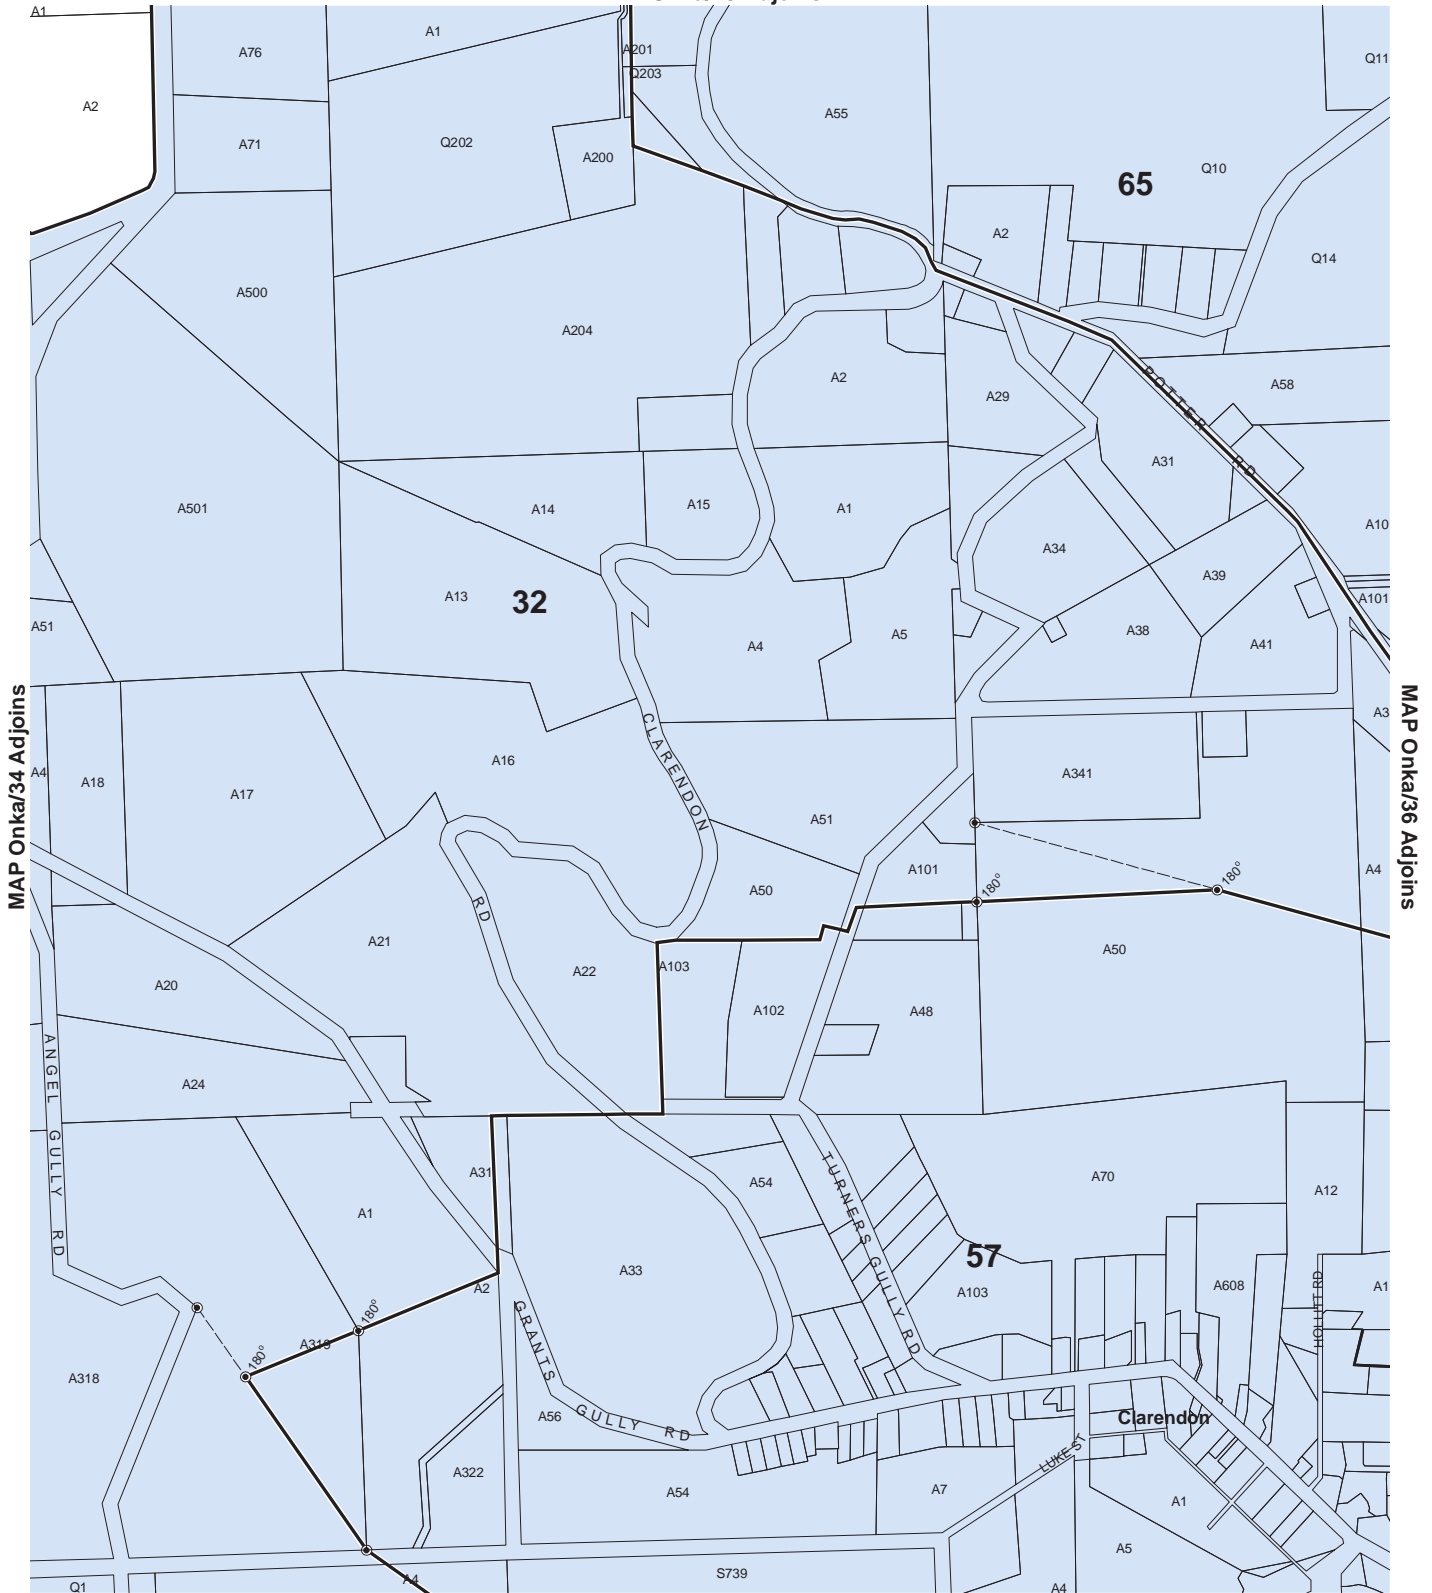 A1
A76
A1
A201
Q203
Q11
A2
A55
A71
Q202
A200
Q10
65
A2
Q14
A500
A204
A2
A58
A29
POTTER RD
A31
A501
A14
A15
A1
A10
A34
A39
A13
32
A101
A51
A4
A5
A38
A41
MAP Onka/34 Adjoins
MAP Onka/36 Adjoins
A3
CLARENDON
A16
A4
A18
A17
A341
A51
A101
A4
180°
180°
A50
RD
A21
A22
A103
A50
A20
A102
A48
ANGEL GULLY RD
A24
A31
A54
TURNERS GULLY RD
A70
A12
A1
57
A33
A2
A103
A608
HOLLITT RD
A1
180°
A319
180°
GRANTS GULLY RD
A318
A56
Clarendon
LUKE ST
A322
A54
A7
A1
A5
Q1
A4
S739
A4